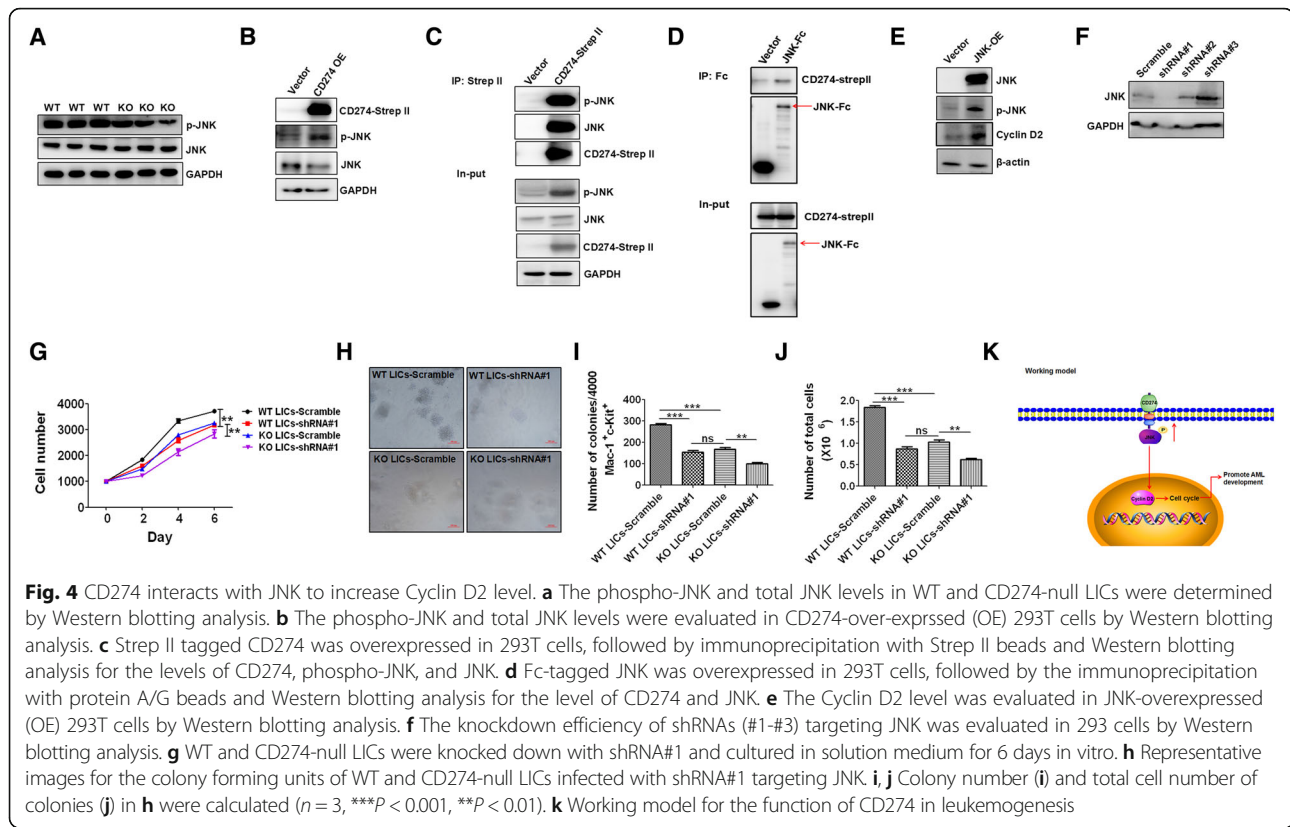 A
WT WT WT KO KO KO
p-JNK
JNK
GAPDH
B
Vector
CD274 OE
CD274-Strep II
p-JNK
JNK
GAPDH
C
IP: Strep II
Vector
CD274-Strep II
p-JNK
JNK
CD274-Strep II
In-put
p-JNK
JNK
CD274-Strep II
GAPDH
D
Vector
JNK-Fc
IP: Fc
CD274-strepII
JNK-Fc
In-put
CD274-strepII
JNK-Fc
E
Vector
JNK-OE
JNK
p-JNK
Cyclin D2
β-actin
F
Scramble
shRNA#1
shRNA#2
shRNA#3
JNK
GAPDH
G
Cell number
4000
3000
2000
1000
0
0 2 4 6
Day
WT LICs-Scramble
WT LICs-shRNA#1
KO LICs-Scramble
KO LICs-shRNA#1
**
**
H
WT LICs-Scramble
WT LICs-shRNA#1
KO LICs-Scramble
KO LICs-shRNA#1
I
Number of colonies/4000
Mac-1⁺c-Kit⁺
400
300
200
100
0
***
***
ns
**
WT LICs-Scramble
WT LICs-shRNA#1
KO LICs-Scramble
KO LICs-shRNA#1
J
Number of total cells
(X10^6)
2.0
1.5
1.0
0.5
0.0
***
***
ns
**
WT LICs-Scramble
WT LICs-shRNA#1
KO LICs-Scramble
KO LICs-shRNA#1
K
Working model
CD274
JNK
P
Cyclin D2
Cell cycle
Promote AML
development
Fig. 4 CD274 interacts with JNK to increase Cyclin D2 level. a The phospho-JNK and total JNK levels in WT and CD274-null LICs were determined
by Western blotting analysis. b The phospho-JNK and total JNK levels were evaluated in CD274-over-exprssed (OE) 293T cells by Western blotting
analysis. c Strep II tagged CD274 was overexpressed in 293T cells, followed by immunoprecipitation with Strep II beads and Western blotting
analysis for the levels of CD274, phospho-JNK, and JNK. d Fc-tagged JNK was overexpressed in 293T cells, followed by the immunoprecipitation
with protein A/G beads and Western blotting analysis for the level of CD274 and JNK. e The Cyclin D2 level was evaluated in JNK-overexpressed
(OE) 293T cells by Western blotting analysis. f The knockdown efficiency of shRNAs (#1-#3) targeting JNK was evaluated in 293 cells by Western
blotting analysis. g WT and CD274-null LICs were knocked down with shRNA#1 and cultured in solution medium for 6 days in vitro. h Representative
images for the colony forming units of WT and CD274-null LICs infected with shRNA#1 targeting JNK. i, j Colony number (i) and total cell number of
colonies (j) in h were calculated (n = 3, ***P < 0.001, **P < 0.01). k Working model for the function of CD274 in leukemogenesis